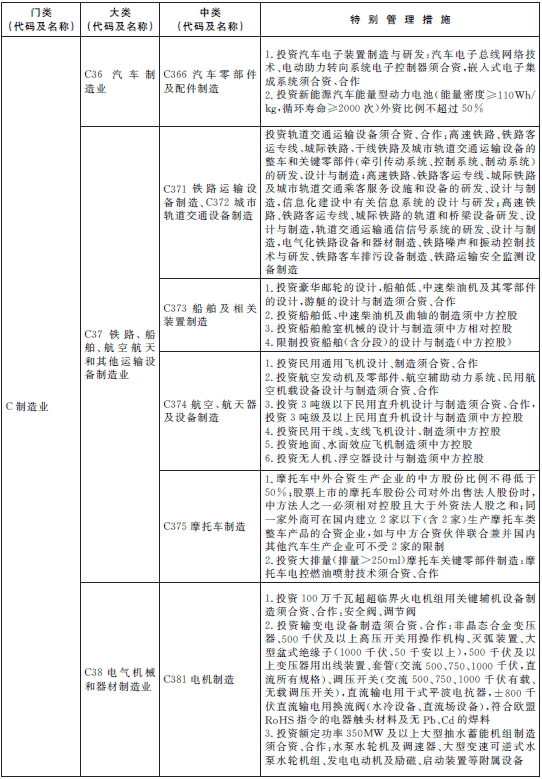 门类
(代码及名称)
大类
(代码及名称)
中类
(代码及名称)
特别管理措施
C 制造业
C36 汽车制
造业
C366 汽车零部件
及配件制造
1. 投资汽车电子装置制造与研发:汽车电子总线网络技
术、电动助力转向系统电子控制器须合资,嵌入式电子集
成系统须合资、合作
2. 投资新能源汽车能量型动力电池(能量密度≥110Wh/
kg,循环寿命≥2000 次)外资比例不超过 50%
C37 铁路、船
舶、航空航天
和其他运输设
备制造业
C371 铁路运输设
备制造、C372 城市
轨道交通设备制造
投资轨道交通运输设备须合资、合作:高速铁路、铁路客
运专线、城际铁路、干线铁路及城市轨道交通运输设备的
整车和关键零部件(牵引传动系统、控制系统、制动系统)
的研发、设计与制造;高速铁路、铁路客运专线、城际铁路
及城市轨道交通乘客服务设施和设备的研发、设计与制
造,信息化建设中有关信息系统的设计与研发;高速铁
路、铁路客运专线、城际铁路的轨道和桥梁设备研发、设
计与制造,轨道交通运输通信信号系统的研发、设计与制
造,电气化铁路设备和器材制造、铁路噪声和振动控制技
术与研发、铁路客车排污设备制造、铁路运输安全监测设
备制造
C373 船舶及相关
装置制造
1. 投资豪华邮轮的设计,船舶低、中速柴油机及其零部件
的设计,游艇的设计与制造须合资、合作
2. 投资船舶低、中速柴油机及曲轴的制造须中方控股
3. 投资船舶舱室机械的设计与制造须中方相对控股
4. 限制投资船舶(含分段)的设计与制造(中方控股)
C374 航空、航天器
及设备制造
1. 投资民用通用飞机设计、制造须合资、合作
2. 投资航空发动机及零部件、航空辅助动力系统、民用航
空机载设备设计与制造须合资、合作
3. 投资 3 吨级以下民用直升机设计与制造须合资、合作,
投资 3 吨级及以上民用直升机设计与制造须中方控股
4. 投资民用干线、支线飞机设计、制造须中方控股
5. 投资地面、水面效应飞机制造须中方控股
6. 投资无人机、浮空器设计与制造须中方控股
C375 摩托车制造
1. 摩托车中外合资生产企业的中方股份比例不得低于
50%;股票上市的摩托车股份公司对外出售法人股份时,
中方法人之一必须相对控股且大于外资法人股之和;同
一家外商可在国内建立 2 家以下(含 2 家)生产摩托车类
整车产品的合资企业,如与中方合资伙伴联合兼并国内
其他汽车生产企业可不受 2 家的限制
2. 投资大排量(排量>250ml)摩托车关键零部件制造:摩
托车电控燃油喷射技术须合资、合作
C38 电气机械
和器材制造业
C381 电机制造
1. 投资 100 万千瓦超超临界火电机组用关键辅机设备制
造须合资、合作:安全阀、调节阀
2. 投资输变电设备制造须合资、合作:非晶态合金变压
器、500 千伏及以上高压开关用操作机构、灭弧装置、大
型盆式绝缘子(1000 千伏、50 千安以上),500 千伏及以
上变压器用出线装置、套管(交流 500、750、1000 千伏,直
流所有规格)、调压开关(交流 500、750、1000 千伏有载、
无载调压开关),直流输电用干式平波电抗器,±800 千
伏直流输电用换流阀(水冷设备、直流场设备),符合欧盟
RoHS 指令的电器触头材料及无 Pb、Cd 的焊料
3. 投资额定功率 350MW 及以上大型抽水蓄能机组制造
须合资、合作:水泵水轮机及调速器、大型变速可逆式水
泵水轮机组、发电电动机及励磁、启动装置等附属设备